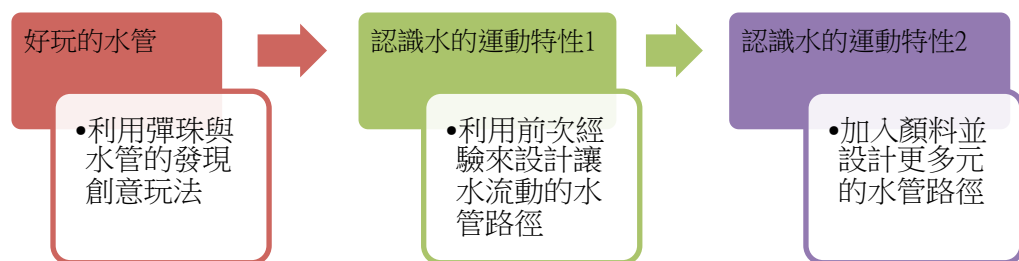 好玩的水管
•利用彈珠與
水管的發現
創意玩法
認識水的運動特性1
•利用前次經
驗來設計讓
水流動的水
管路徑
認識水的運動特性2
•加入顏料並
設計更多元
的水管路徑